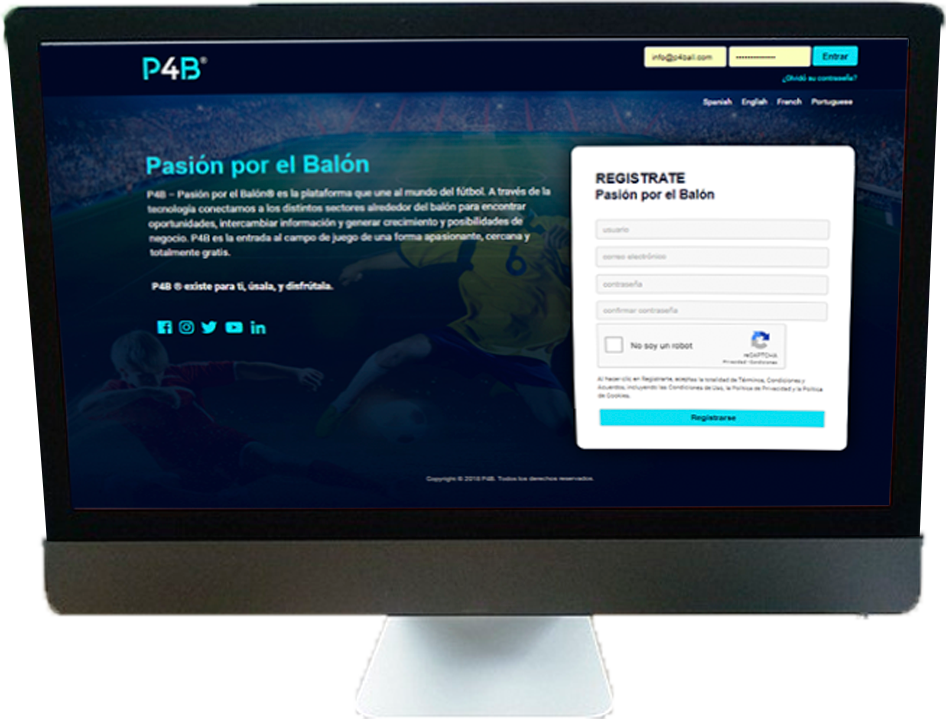 P4B®
info@p4ball.com
Entrar
¿Olvidó su contraseña?
Spanish English French Portuguese
Pasión por el Balón
P4B – Pasión por el Balón® es la plataforma que une al mundo del fútbol. A través de la
tecnología conectamos a los distintos sectores alrededor del balón para encontrar
oportunidades, intercambiar información y generar crecimiento y posibilidades de
negocio. P4B es la entrada al campo de juego de una forma apasionante, cercana y
totalmente gratis.
P4B ® existe para ti, úsala, y disfrútala.
6
REGISTRATE
Pasión por el Balón
usuario
correo electrónico
contraseña
confirmar contraseña
No soy un robot
reCAPTCHA
Privacidad - Condiciones
Al hacer clic en Registrarte, aceptas la totalidad de Términos, Condiciones y
Acuerdos, incluyendo las Condiciones de Uso, la Política de Privacidad y la Política
de Cookies.
Registrarse
Copyright © 2018 P4B. Todos los derechos reservados.